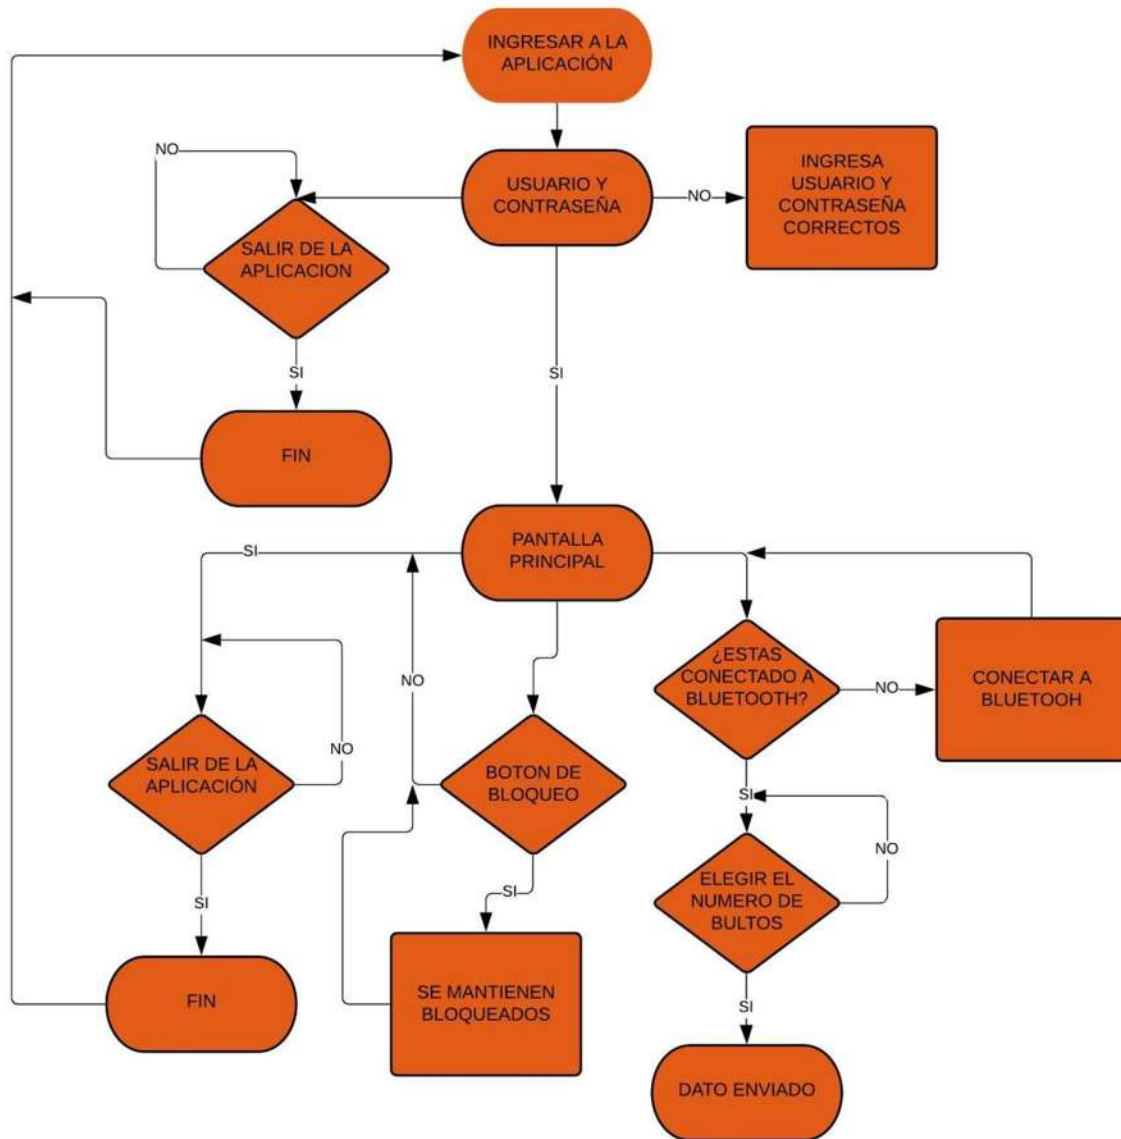 INGRESAR A LA
APLICACIÓN
USUARIO Y
CONTRASEÑA
NO
INGRESA
USUARIO Y
CONTRASEÑA
CORRECTOS
NO
SALIR DE LA
APLICACION
SI
FIN
SI
PANTALLA
PRINCIPAL
SI
SALIR DE LA
APLICACIÓN
NO
SI
FIN
NO
BOTON DE
BLOQUEO
SI
SE MANTIENEN
BLOQUEADOS
¿ESTAS
CONECTADO A
BLUETOOTH?
NO
CONECTAR A
BLUETOOH
SI
ELEGIR EL
NUMERO DE
BULTOS
NO
SI
DATO ENVIADO